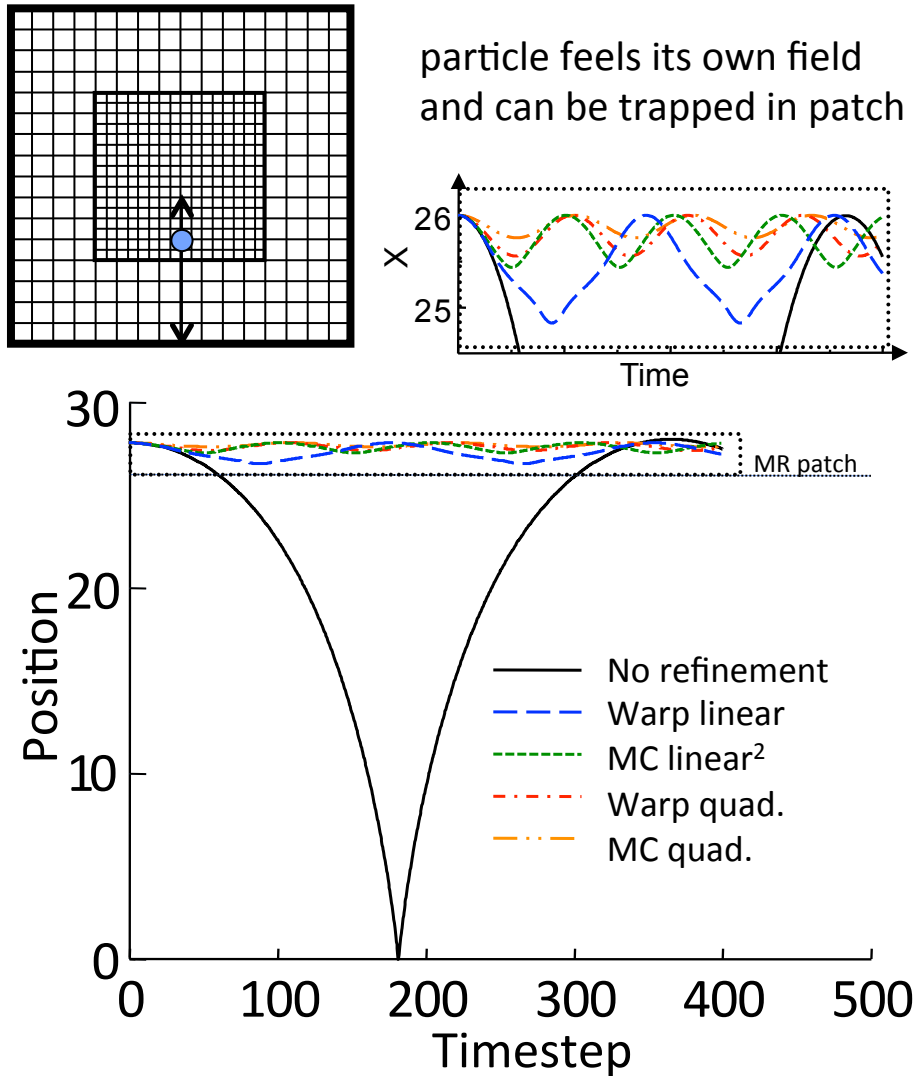 particle feels its own field
and can be trapped in patch
26
25
X
Time
30
20
10
0
Position
MR patch
No refinement
Warp linear
MC linear²
Warp quad.
MC quad.
0 100 200 300 400 500
Timestep